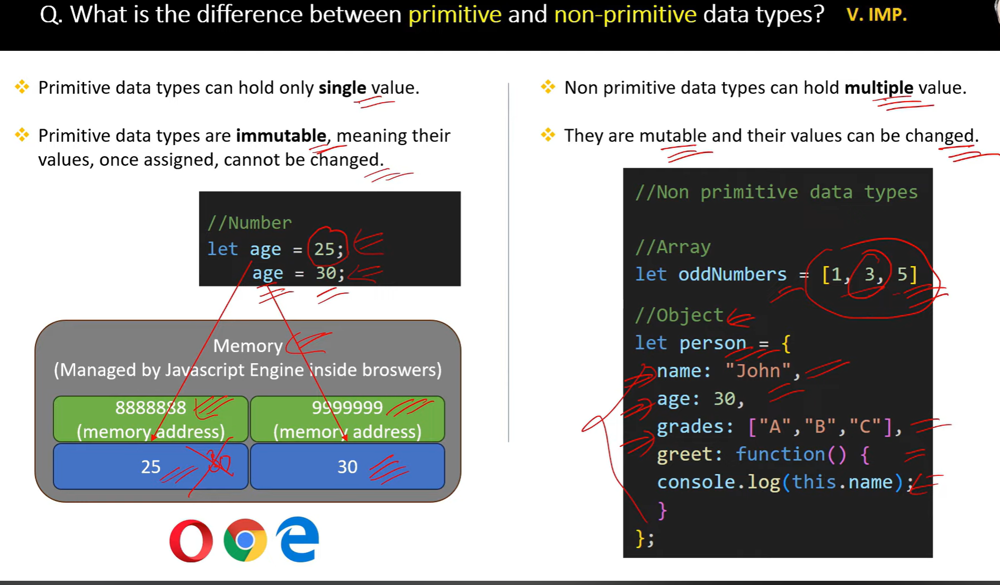 Q. What is the difference between primitive and non-primitive data types? V. IMP.
Primitive data types can hold only single value.
Primitive data types are immutable, meaning their
values, once assigned, cannot be changed.
//Number
let age = 25;
age = 30;
Memory
(Managed by Javascript Engine inside broswers)
8888888
(memory address)
25
30
9999999
(memory address)
30
Non primitive data types can hold multiple value.
They are mutable and their values can be changed.
//Non primitive data types
//Array
let oddNumbers = [1, 3, 5]
//Object
let person = {
name: "John",
age: 30,
grades: ["A","B","C"],
greet: function() {
console.log(this.name);
}
};